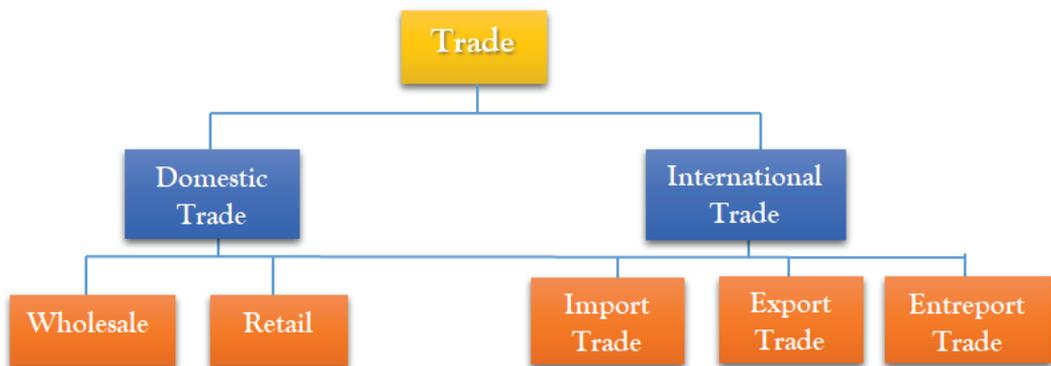 Trade
Domestic
Trade
International
Trade
Wholesale
Retail
Import
Trade
Export
Trade
Entreport
Trade